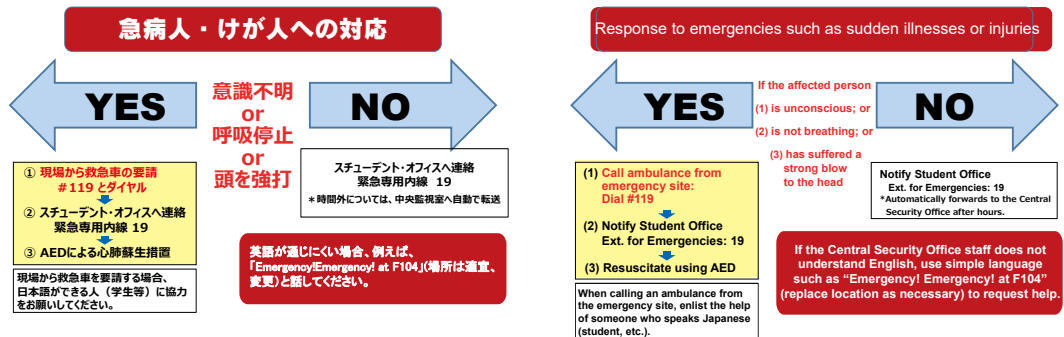 急病人・けが人への対応
YES
意識不明
or
呼吸停止
or
頭を強打
NO
① 現場から救急車の要請
#119 とダイヤル
② スチューデント・オフィスへ連絡
緊急専用内線 19
③ AEDによる心肺蘇生措置
現場から救急車を要請する場合、
日本語ができる人（学生等）に協力
をお願いしてください。
スチューデント・オフィスへ連絡
緊急専用内線 19
＊時間外については、中央監視室へ自動で転送
英語が通じにくい場合、例えば、
「Emergency!Emergency! at F104」(場所は適宜、
変更)と話してください。
Response to emergencies such as sudden illnesses or injuries
YES
If the affected person
(1) is unconscious; or
(2) is not breathing; or
(3) has suffered a
strong blow
to the head
NO
(1) Call ambulance from
emergency site:
Dial #119
(2) Notify Student Office
Ext. for Emergencies: 19
(3) Resuscitate using AED
When calling an ambulance from
the emergency site, enlist the help
of someone who speaks Japanese
(student, etc.).
Notify Student Office
Ext. for Emergencies: 19
*Automatically forwards to the Central
Security Office after hours.
If the Central Security Office staff does not
understand English, use simple language
such as “Emergency! Emergency! at F104”
(replace location as necessary) to request help.